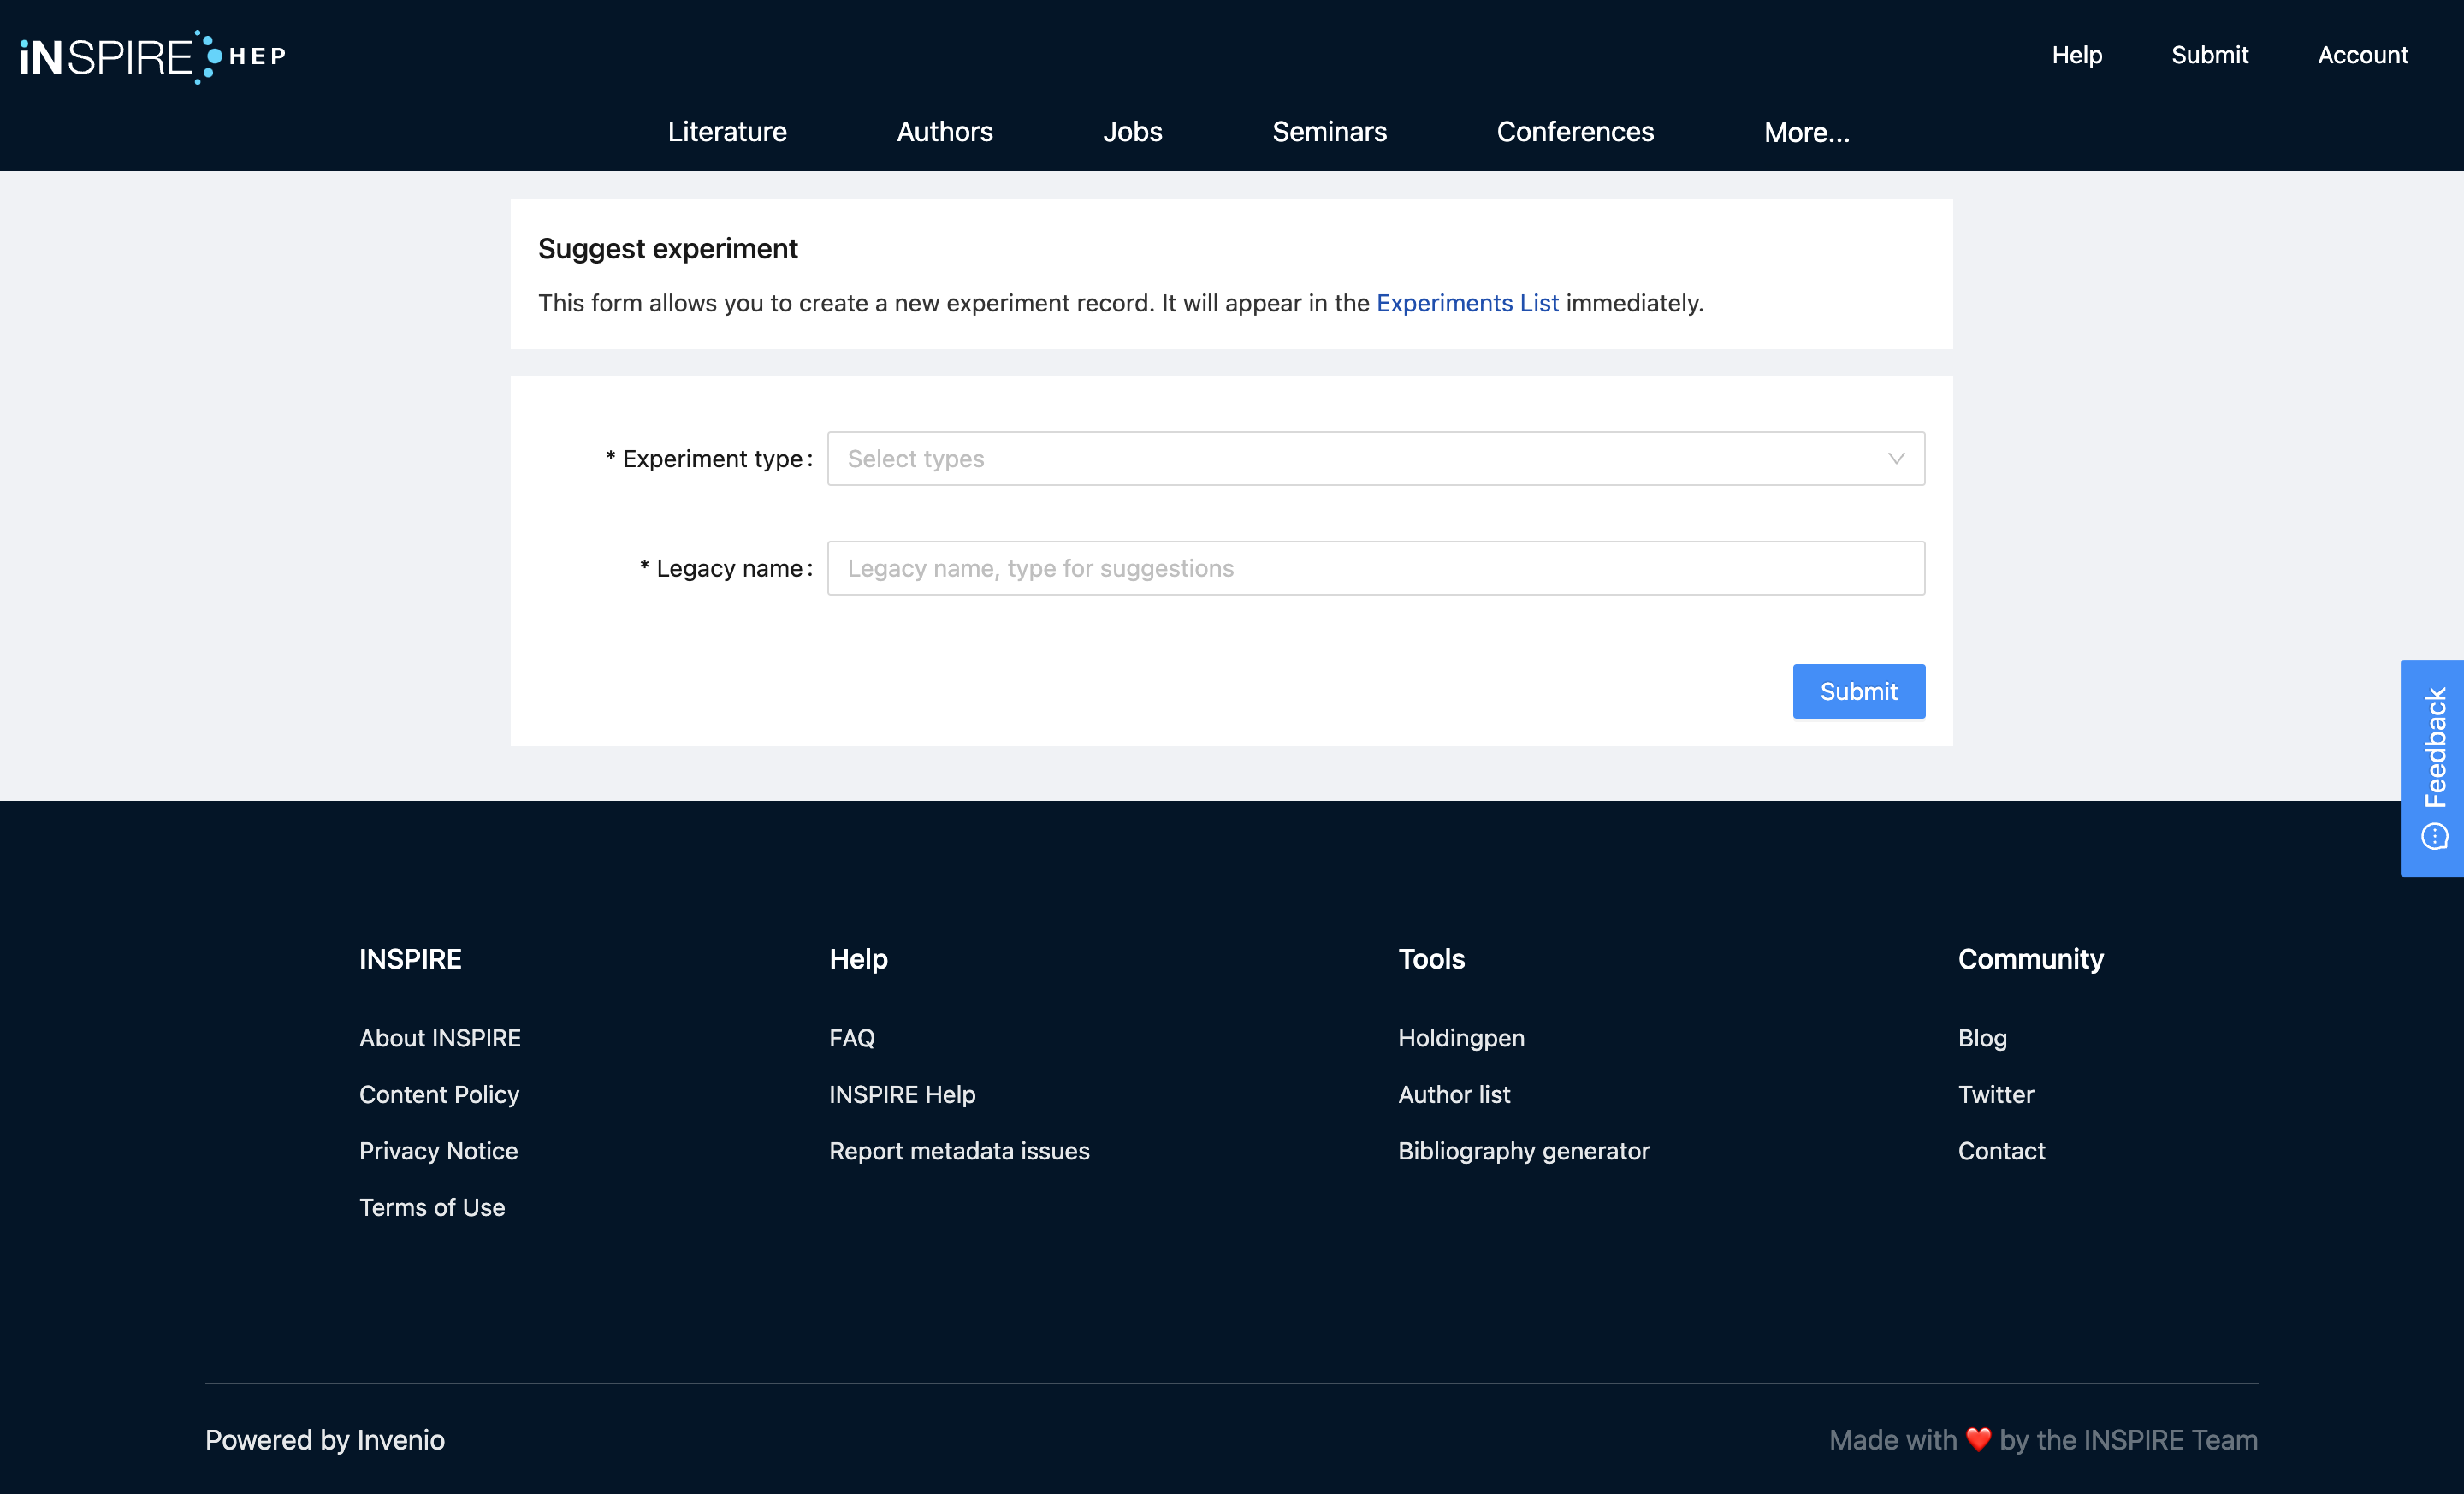 iNSPIRE HEP
Help Submit Account
Literature Authors Jobs Seminars Conferences More...
Suggest experiment
This form allows you to create a new experiment record. It will appear in the Experiments List immediately.
* Experiment type: Select types
* Legacy name: Legacy name, type for suggestions
Submit
Feedback
INSPIRE
About INSPIRE
Content Policy
Privacy Notice
Terms of Use
Help
FAQ
INSPIRE Help
Report metadata issues
Tools
Holdingpen
Author list
Bibliography generator
Community
Blog
Twitter
Contact
Powered by Invenio
Made with ❤️ by the INSPIRE Team